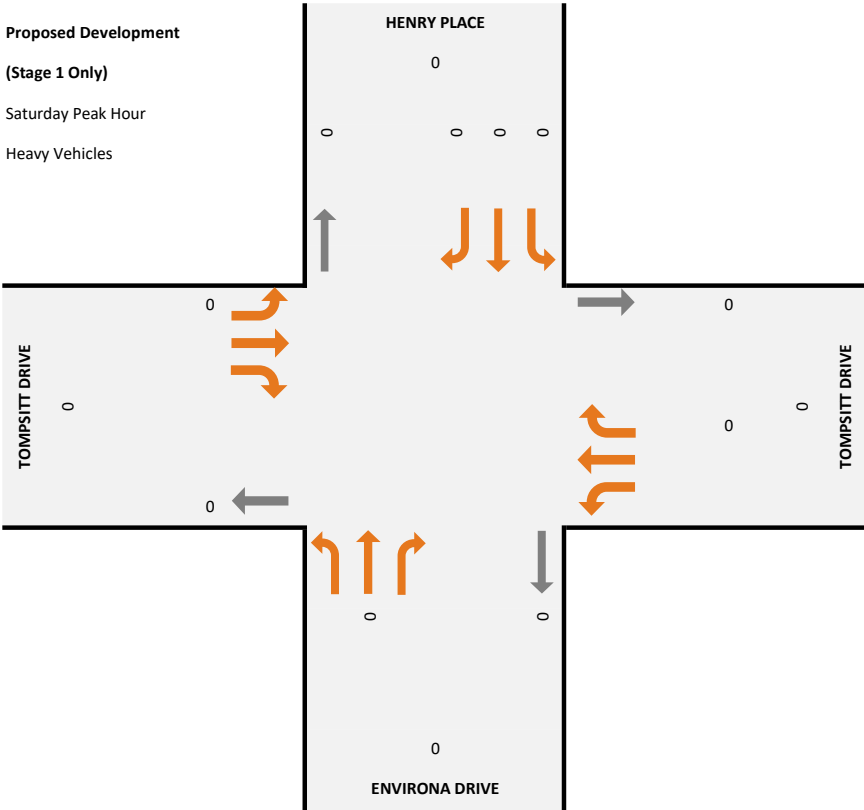 Proposed Development
(Stage 1 Only)
Saturday Peak Hour
Heavy Vehicles
HENRY PLACE
0
0 0 0 0
0
0
TOMPSITT DRIVE
0
0
0
TOMPSITT DRIVE
0
0
0
0
ENVIRONA DRIVE